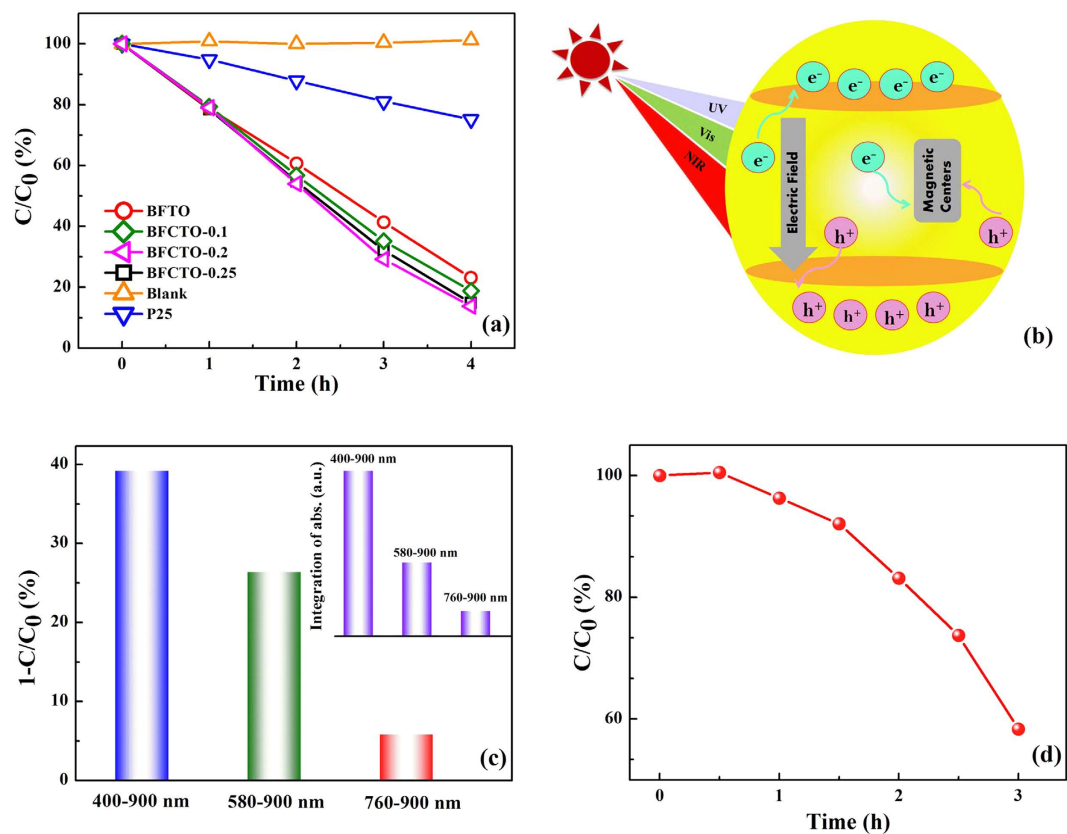 C/C0 (%)
100
80
60
40
20
0
BFTO
BFCTO-0.1
BFCTO-0.2
BFCTO-0.25
Blank
P25
(a)
0 1 2 3 4
Time (h)
UV
Vis
NIR
e-
e- e- e- e-
Electric Field
e-
Magnetic
Centers
h+
h+
h+ h+ h+ h+
(b)
1-C/C0 (%)
40
30
20
10
0
Integration of abs. (a.u.)
400-900 nm
580-900 nm
760-900 nm
(c)
400-900 nm 580-900 nm 760-900 nm
C/C0 (%)
100
80
60
(d)
0 1 2 3
Time (h)